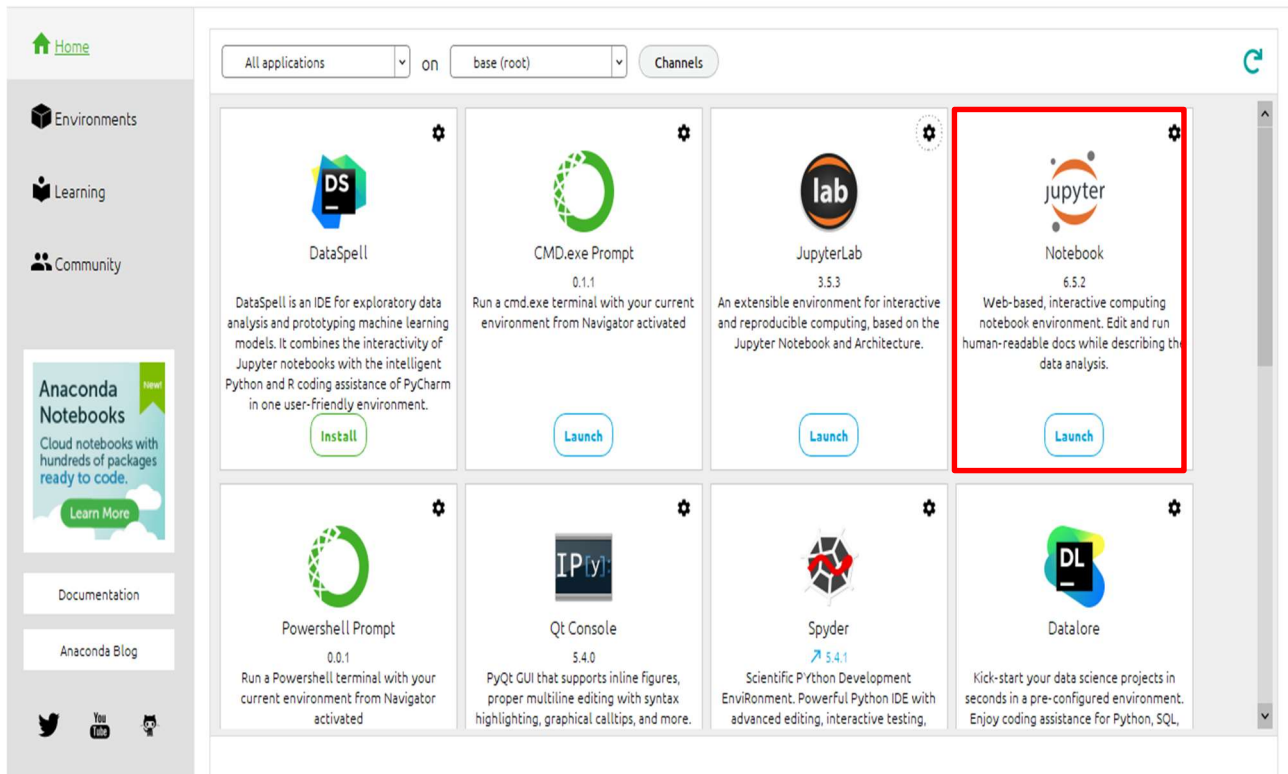 Home
Environments
Learning
Community
New!
Anaconda
Notebooks
Cloud notebooks with
hundreds of packages
ready to code.
Learn More
Documentation
Anaconda Blog
You
Tube
All applications
on
base (root)
Channels
DS
DataSpell
DataSpell is an IDE for exploratory data
analysis and prototyping machine learning
models. It combines the interactivity of
Jupyter notebooks with the intelligent
Python and R coding assistance of PyCharm
in one user-friendly environment.
Install
CMD.exe Prompt
0.1.1
Run a cmd.exe terminal with your current
environment from Navigator activated
Launch
lab
JupyterLab
3.5.3
An extensible environment for interactive
and reproducible computing, based on the
Jupyter Notebook and Architecture.
Launch
jupyter
Notebook
6.5.2
Web-based, interactive computing
notebook environment. Edit and run
human-readable docs while describing the
data analysis.
Launch
Powershell Prompt
0.0.1
Run a Powershell terminal with your
current environment from Navigator
activated
IP[y]:
Qt Console
5.4.0
PyQt GUI that supports inline figures,
proper multiline editing with syntax
highlighting, graphical calltips, and more.
Spyder
5.4.1
Scientific PYthon Development
EnviRonment. Powerful Python IDE with
advanced editing, interactive testing,
DL
Datalore
Kick-start your data science projects in
seconds in a pre-configured environment.
Enjoy coding assistance for Python, SQL,